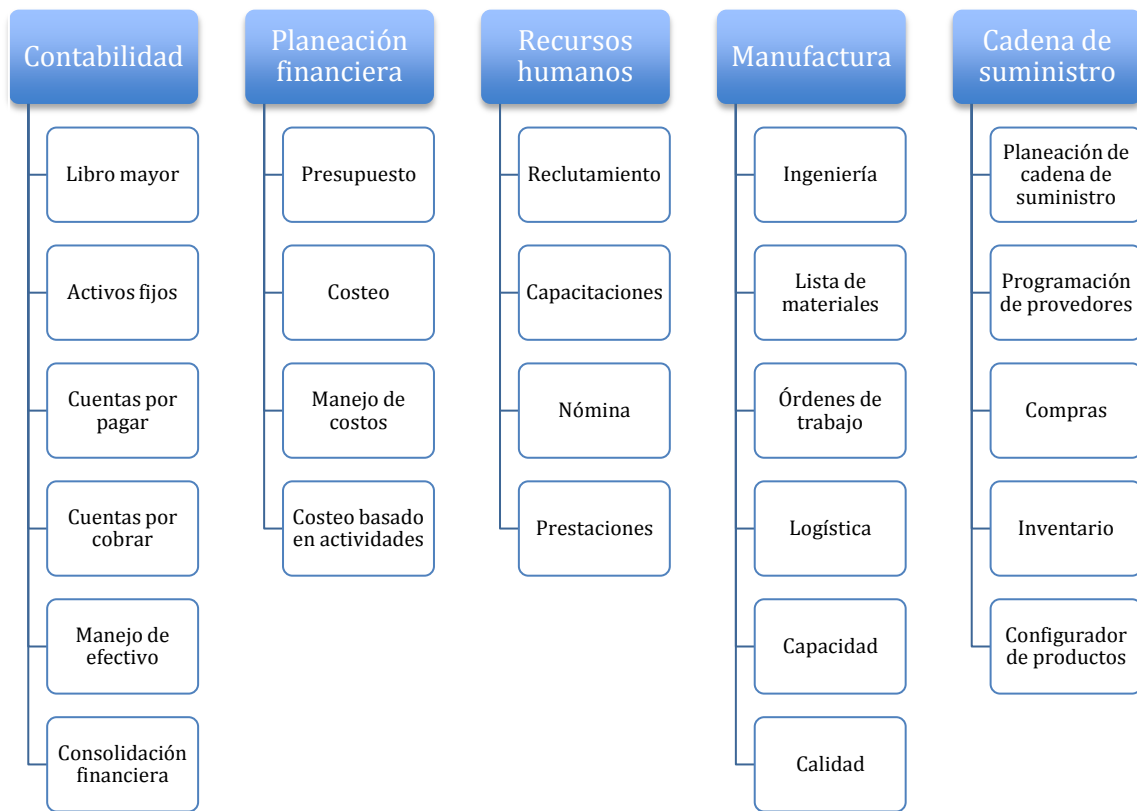 Contabilidad
Libro mayor
Activos fijos
Cuentas por
pagar
Cuentas por
cobrar
Manejo de
efectivo
Consolidación
financiera
Planeación
financiera
Presupuesto
Costeo
Manejo de
costos
Costeo basado
en actividades
Recursos
humanos
Reclutamiento
Capacitaciones
Nómina
Prestaciones
Manufactura
Ingeniería
Lista de
materiales
Órdenes de
trabajo
Logística
Capacidad
Calidad
Cadena de
suministro
Planeación de
cadena de
suministro
Programación
de provedores
Compras
Inventario
Configurador
de productos